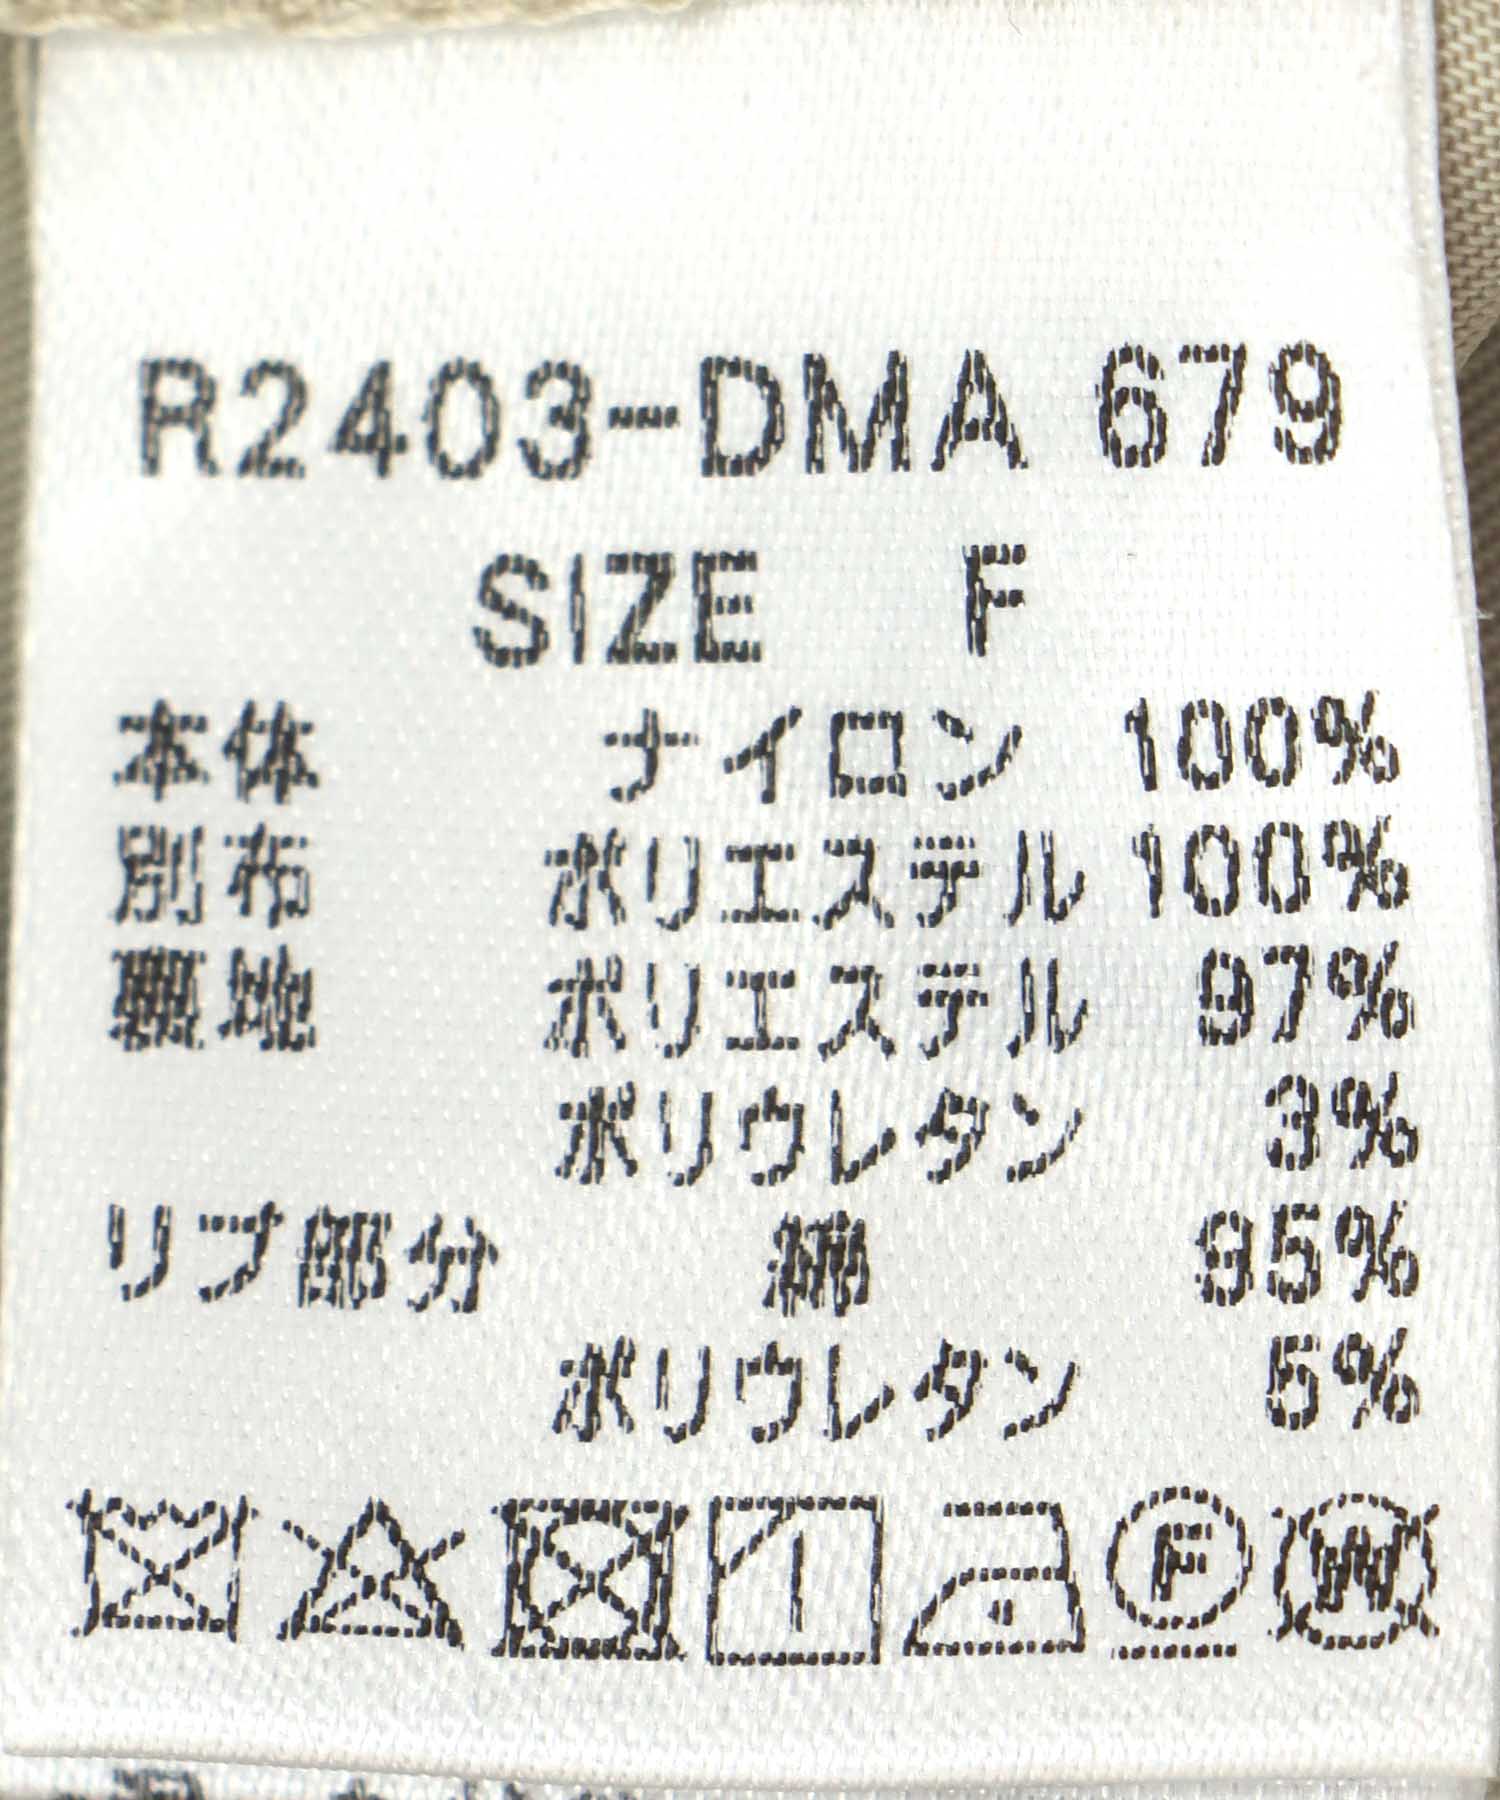 R2403-DMA 679
SIZE F
本体 ナイロン 100%
別布 ポリエステル 100%
裏地 ポリエステル 97%
ポリウレタン 3%
リブ部分 綿 95%
ポリウレタン 5%
F W